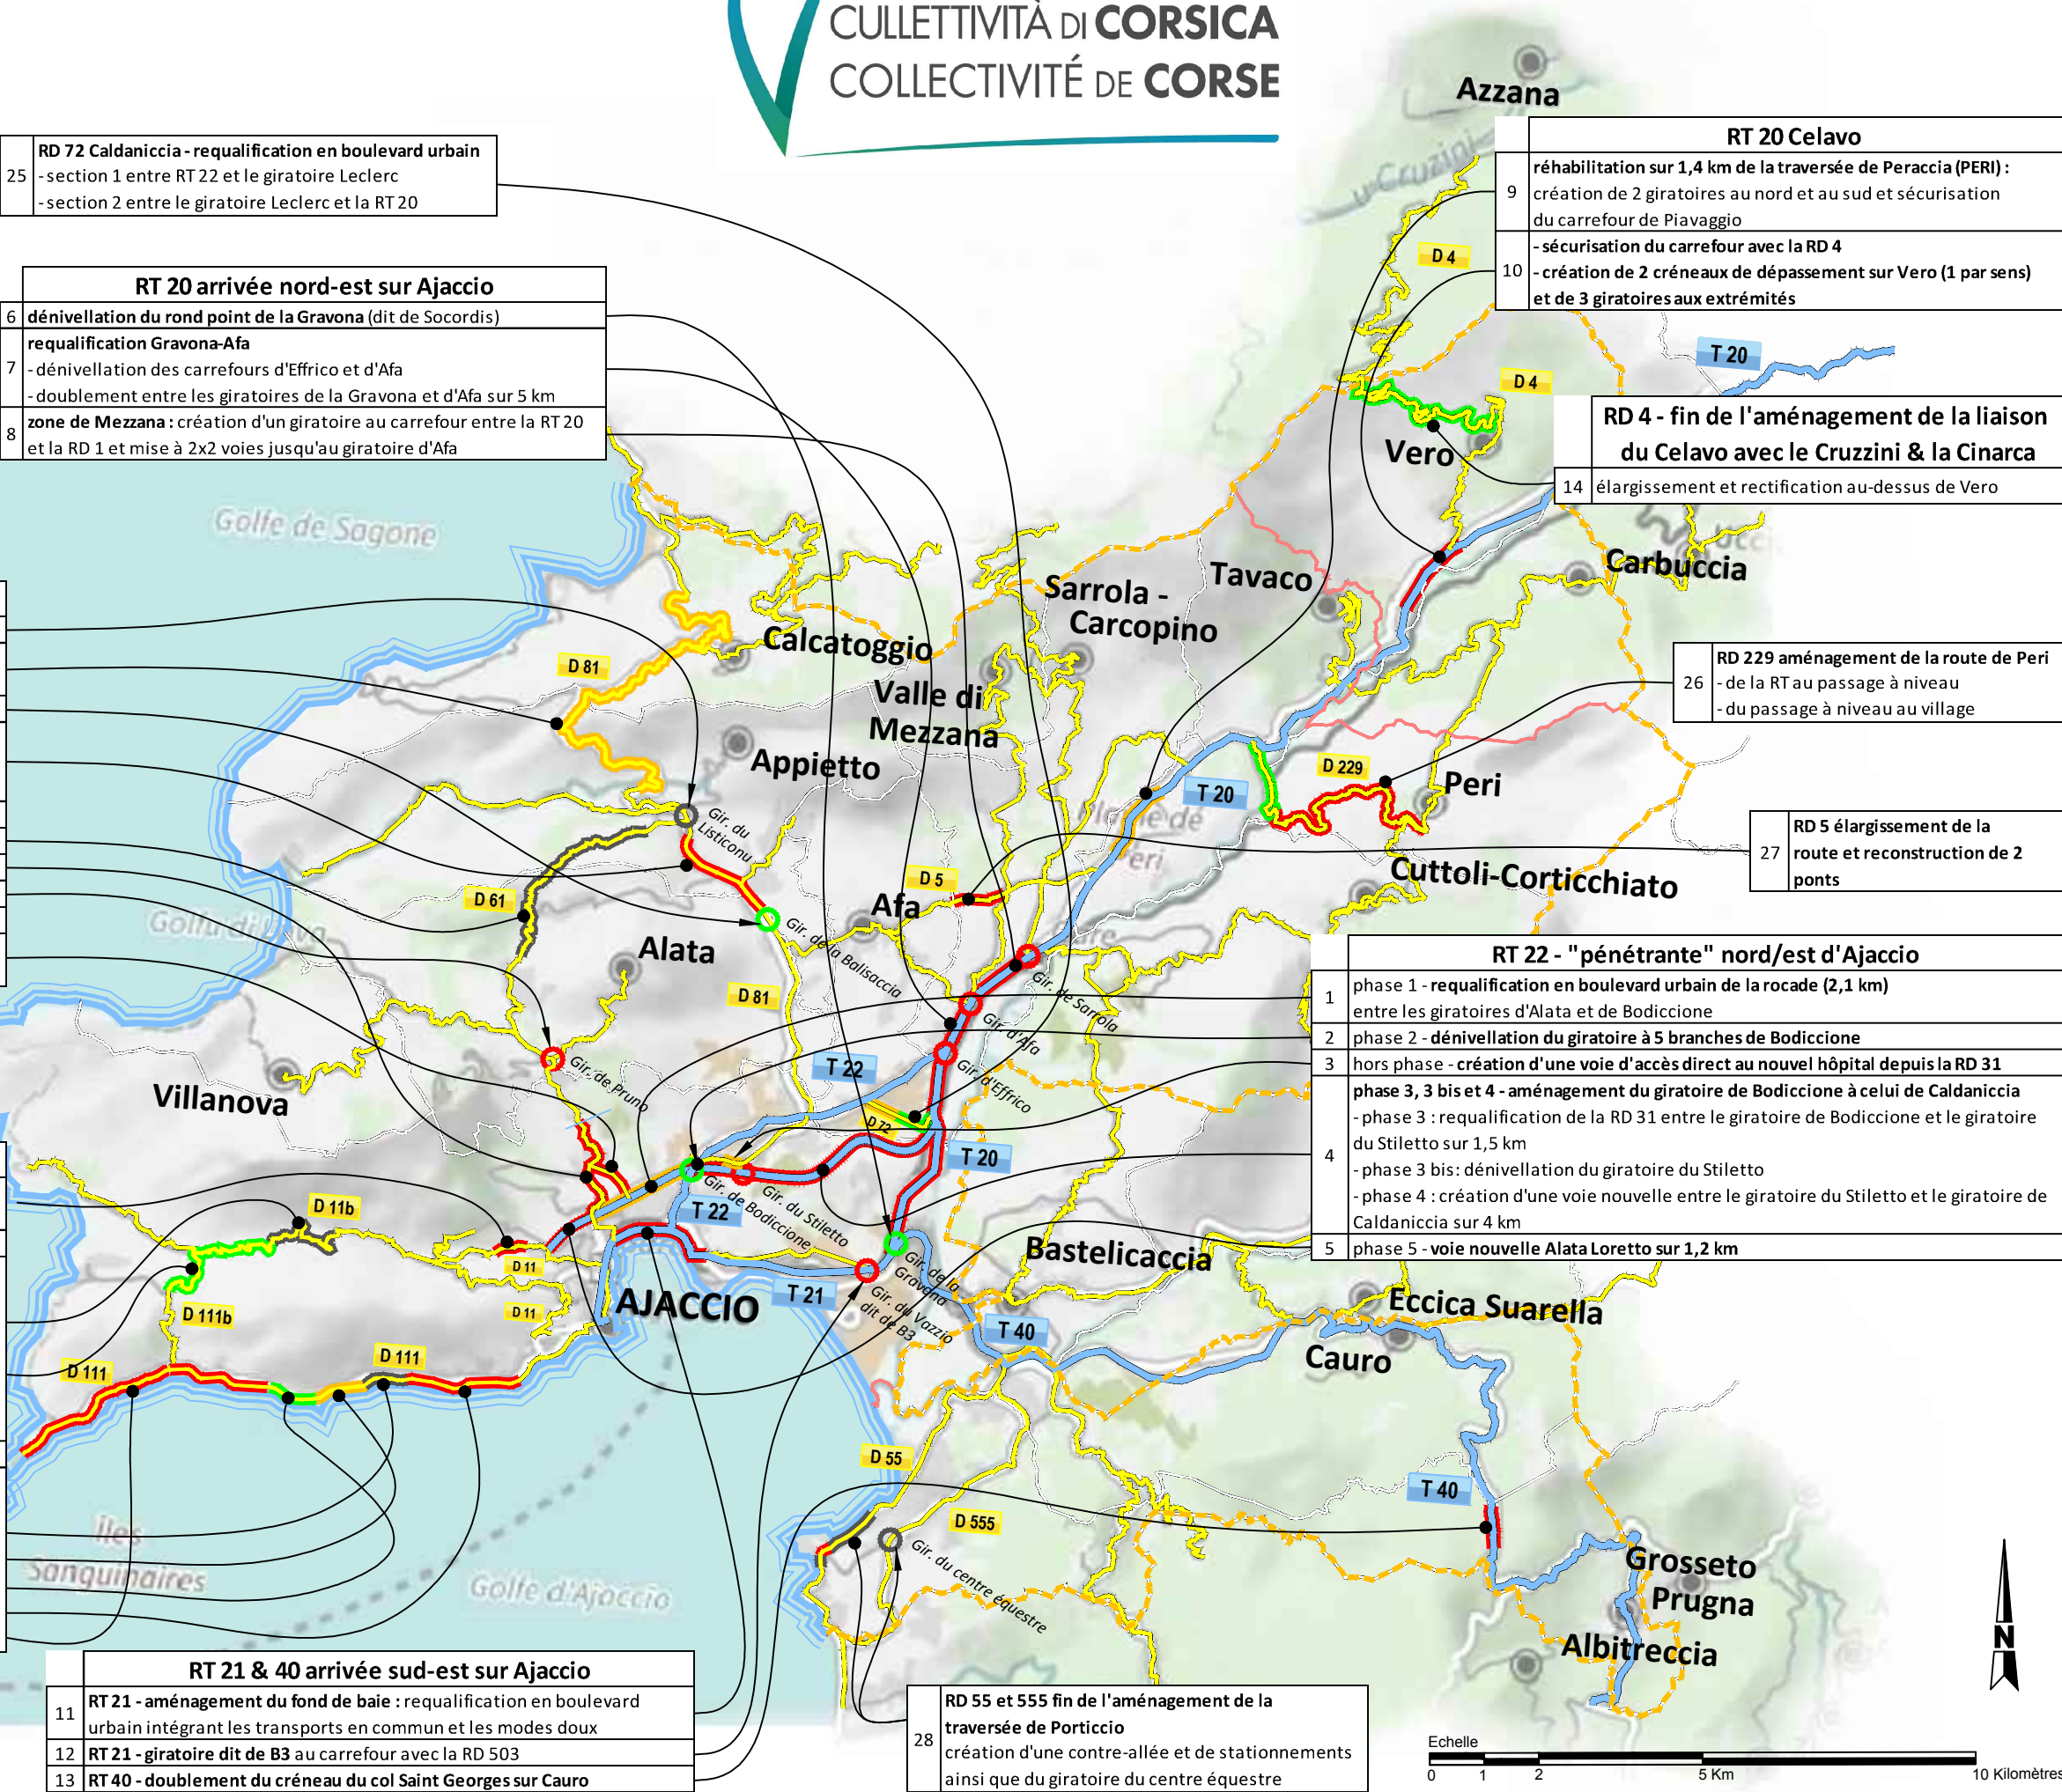 CULLETTIVITÀ DI CORSICA
COLLECTIVITÉ DE CORSE
25
RD 72 Caldaniccia - requalification en boulevard urbain
- section 1 entre RT 22 et le giratoire Leclerc
- section 2 entre le giratoire Leclerc et la RT 20
RT 20 arrivée nord-est sur Ajaccio
6 dénivellation du rond point de la Gravona (dit de Socordis)
7
requalification Gravona-Afa
- dénivellation des carrefours d'Effrico et d'Afa
- doublement entre les giratoires de la Gravona et d'Afa sur 5 km
8
zone de Mezzana : création d'un giratoire au carrefour entre la RT 20
et la RD 1 et mise à 2x2 voies jusqu'au giratoire d'Afa
RT 20 Celavo
9
réhabilitation sur 1,4 km de la traversée de Peraccia (PERI) :
création de 2 giratoires au nord et au sud et sécurisation
du carrefour de Piavaggio
10
- sécurisation du carrefour avec la RD 4
- création de 2 créneaux de dépassement sur Vero (1 par sens)
et de 3 giratoires aux extrémités
RD 4 - fin de l'aménagement de la liaison
du Celavo avec le Cruzzini & la Cinarca
14 élargissement et rectification au-dessus de Vero
26
RD 229 aménagement de la route de Peri
- de la RT au passage à niveau
- du passage à niveau au village
27
RD 5 élargissement de la
route et reconstruction de 2
ponts
RT 22 - "pénétrante" nord/est d'Ajaccio
1
phase 1 - requalification en boulevard urbain de la rocade (2,1 km)
entre les giratoires d'Alata et de Bodiccione
2 phase 2 - dénivellation du giratoire à 5 branches de Bodiccione
3 hors phase - création d'une voie d'accès direct au nouvel hôpital depuis la RD 31
4
phase 3, 3 bis et 4 - aménagement du giratoire de Bodiccione à celui de Caldaniccia
- phase 3 : requalification de la RD 31 entre le giratoire de Bodiccione et le giratoire
du Stiletto sur 1,5 km
- phase 3 bis : dénivellation du giratoire du Stiletto
- phase 4 : création d'une voie nouvelle entre le giratoire du Stiletto et le giratoire de
Caldaniccia sur 4 km
5 phase 5 - voie nouvelle Alata Loretto sur 1,2 km
RT 21 & 40 arrivée sud-est sur Ajaccio
11
RT 21 - aménagement du fond de baie : requalification en boulevard
urbain intégrant les transports en commun et les modes doux
12 RT 21 - giratoire dit de B3 au carrefour avec la RD 503
13 RT 40 - doublement du créneau du col Saint Georges sur Cauro
28
RD 55 et 555 fin de l'aménagement de la
traversée de Porticcio
création d'une contre-allée et de stationnements
ainsi que du giratoire du centre équestre
Azzana
Cruzini
D 4
T 20
D 4
Vero
Golfe de Sagone
Carbuccia
Tavaco
Sarrola -
Carcopino
Calcatoggio
D 81
Valle di
Mezzana
Appietto
T 20
D 229
Peri
Gir. du
Listiconu
D 5
Cuttoli-Corticchiato
D 61
Afa
Alata
Gir. de la Balisaccia
D 81
Gir. de Sarrola
Gir. d'Afa
Gir. d'Effrico
T 22
D 72
Gir. de Pruno
Villanova
T 20
Gir. de Bodiccione
Gir. du Stiletto
T 22
D 11b
D 11
D 11
D 111b
AJACCIO
T 21
Gir. de la
Gravona
Gir. du Vazzio
dit de B3
Bastelicaccia
T 40
Eccica Suarella
Cauro
D 111
D 111
D 55
D 555
T 40
Gir. du centre équestre
Iles
Sanguinaires
Golfe d'Ajaccio
Grosseto
Prugna
Albitreccia
N
Echelle
0 1 2 5 Km 10 Kilomètres